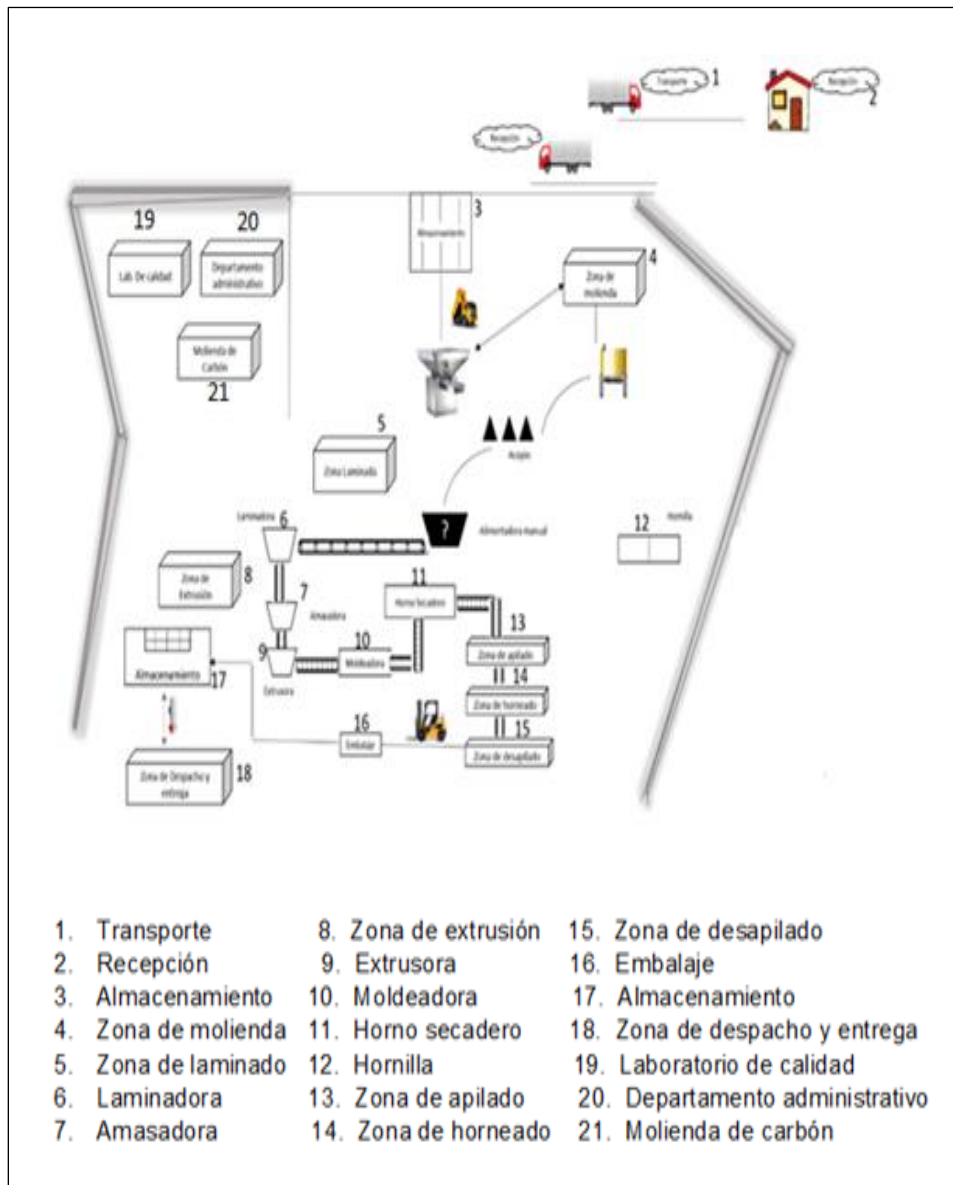 Transporte 1
Recepción 2
Recepción
3
Almacenamiento
19
Lab. De calidad
20
Departamento
administrativo
4
Zona de
molienda
Molienda de
Carbón
21
5
Zona Laminada
Acopio
Laminadora 6
?
Alimentadora manual
12
Hornilla
Zona de
Extrusión
8
7
Amasadora
11
Horno Secadero
9
Extrusora
10
Moldeadora
13
Zona de apilado
14
Zona de horneado
15
Zona de desapilado
16
Embalaje
Almacenamiento
17
Zona de Despacho y
entrega
18
1. Transporte
2. Recepción
3. Almacenamiento
4. Zona de molienda
5. Zona de laminado
6. Laminadora
7. Amasadora
8. Zona de extrusión
9. Extrusora
10. Moldeadora
11. Horno secadero
12. Hornilla
13. Zona de apilado
14. Zona de horneado
15. Zona de desapilado
16. Embalaje
17. Almacenamiento
18. Zona de despacho y entrega
19. Laboratorio de calidad
20. Departamento administrativo
21. Molienda de carbón